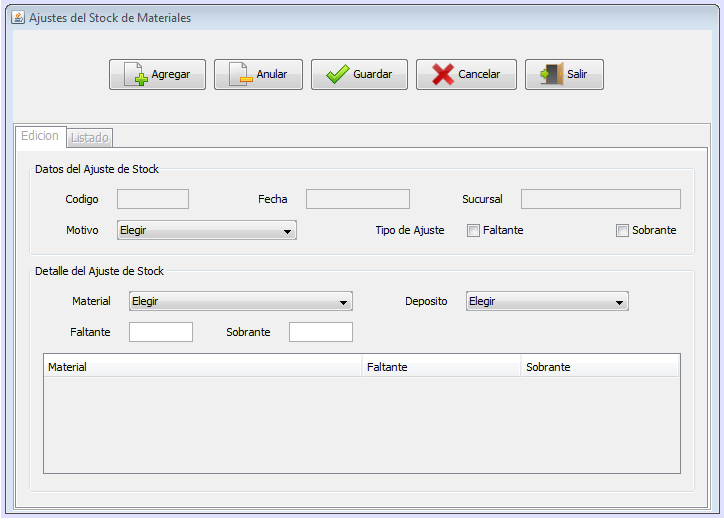 Ajustes del Stock de Materiales
Agregar Anular Guardar Cancelar Salir
Edicion Listado
Datos del Ajuste de Stock
Codigo Fecha Sucursal
Motivo Elegir Tipo de Ajuste Faltante Sobrante
Detalle del Ajuste de Stock
Material Elegir Deposito Elegir
Faltante Sobrante
Material Faltante Sobrante